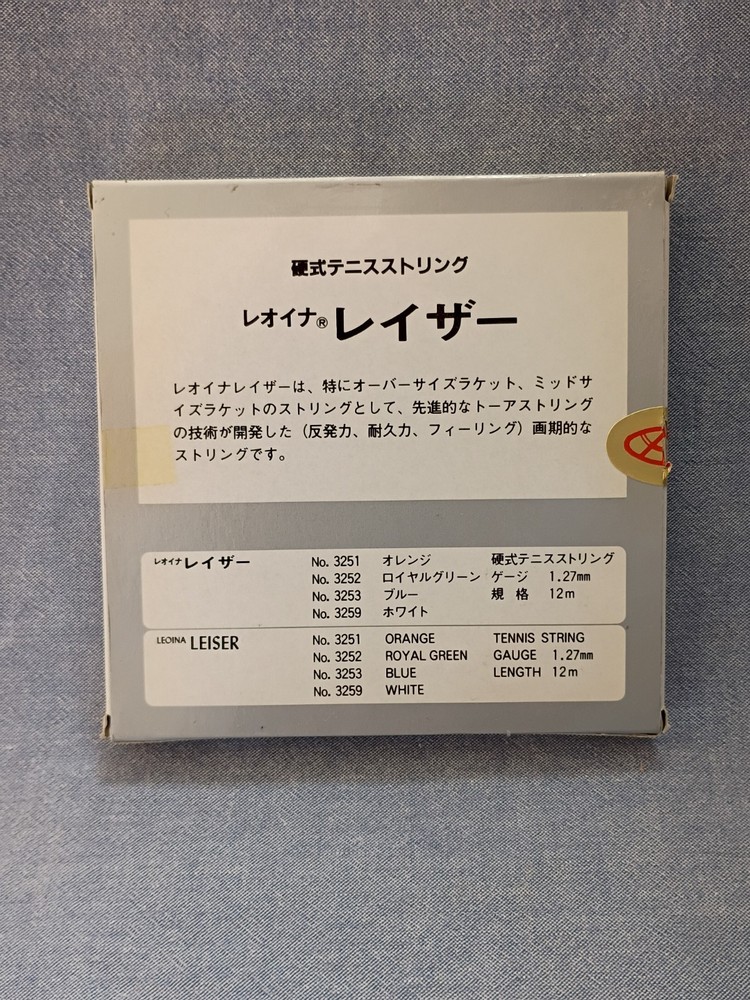 硬式テニスストリング
レオイナ® レイザー
レオイナレイザーは、特にオーバーサイズラケット、ミッドサ
イズラケットのストリングとして、先進的なトーアストリング
の技術が開発した（反発力、耐久力、フィーリング）画期的な
ストリングです。
レオイナ レイザー No. 3251 オレンジ 硬式テニスストリング
No. 3252 ロイヤルグリーン ゲージ 1.27mm
No. 3253 ブルー 規格 12m
No. 3259 ホワイト
LEOINA LEISER No. 3251 ORANGE TENNIS STRING
No. 3252 ROYAL GREEN GAUGE 1.27mm
No. 3253 BLUE LENGTH 12m
No. 3259 WHITE